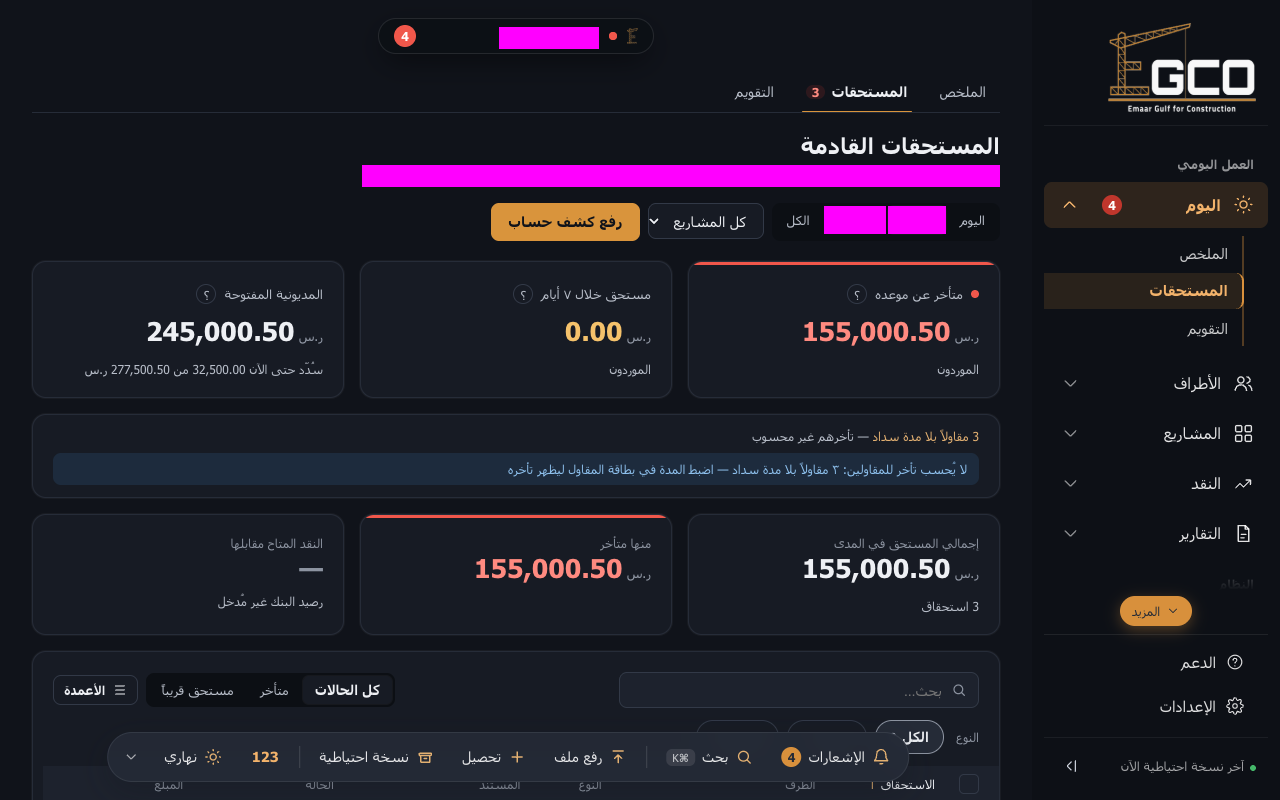 4
الملخص
المستحقات 3
التقويم
المستحقات القادمة
اليوم
الكل
كل المشاريع
رفع كشف حساب
متأخر عن موعده ؟
ر.س 155,000.50
الموردون
مستحق خلال ٧ أيام ؟
ر.س 0.00
الموردون
المديونية المفتوحة ؟
ر.س 245,000.50
سُدّد حتى الآن 32,500.00 من 277,500.50 ر.س
3 مقاولاً بلا مدة سداد — تأخرهم غير محسوب
لا يُحسب تأخر للمقاولين: ٣ مقاولاً بلا مدة سداد — اضبط المدة في بطاقة المقاول ليظهر تأخره
إجمالي المستحق في المدى
ر.س 155,000.50
3 استحقاق
منها متأخر
ر.س 155,000.50
النقد المتاح مقابلها
—
رصيد البنك غير مُدخل
بحث...
كل الحالات
متأخر
مستحق قريباً
الأعمدة
النوع
الكل
الإشعارات 4
بحث ⌘K
رفع ملف
تحصيل
نسخة احتياطية
123
نهاري
الاستحقاق
الطرف
النوع
المستند
الحالة
المبلغ
EGCO
Emaar Gulf for Construction
العمل اليومي
اليوم 4
الملخص
المستحقات
التقويم
الأطراف
المشاريع
النقد
التقارير
النظام
المزيد
الدعم
الإعدادات
آخر نسخة احتياطية الآن